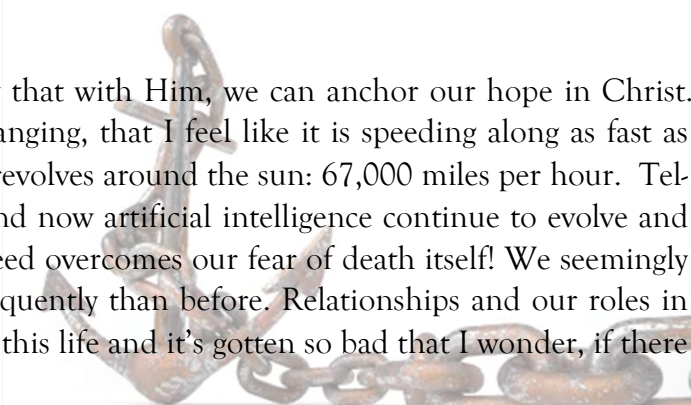 that with Him, we can anchor our hope in Christ.
anging, that I feel like it is speeding along as fast as
revolves around the sun: 67,000 miles per hour. Tel-
nd now artificial intelligence continue to evolve and
eed overcomes our fear of death itself! We seemingly
quently than before. Relationships and our roles in
this life and it's gotten so bad that I wonder, if there